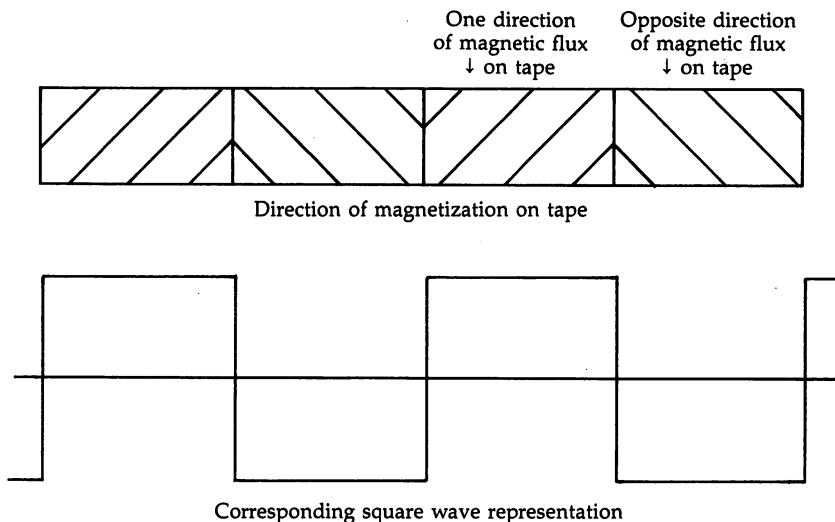 One direction
of magnetic flux
↓ on tape
Opposite direction
of magnetic flux
↓ on tape
Direction of magnetization on tape
Corresponding square wave representation